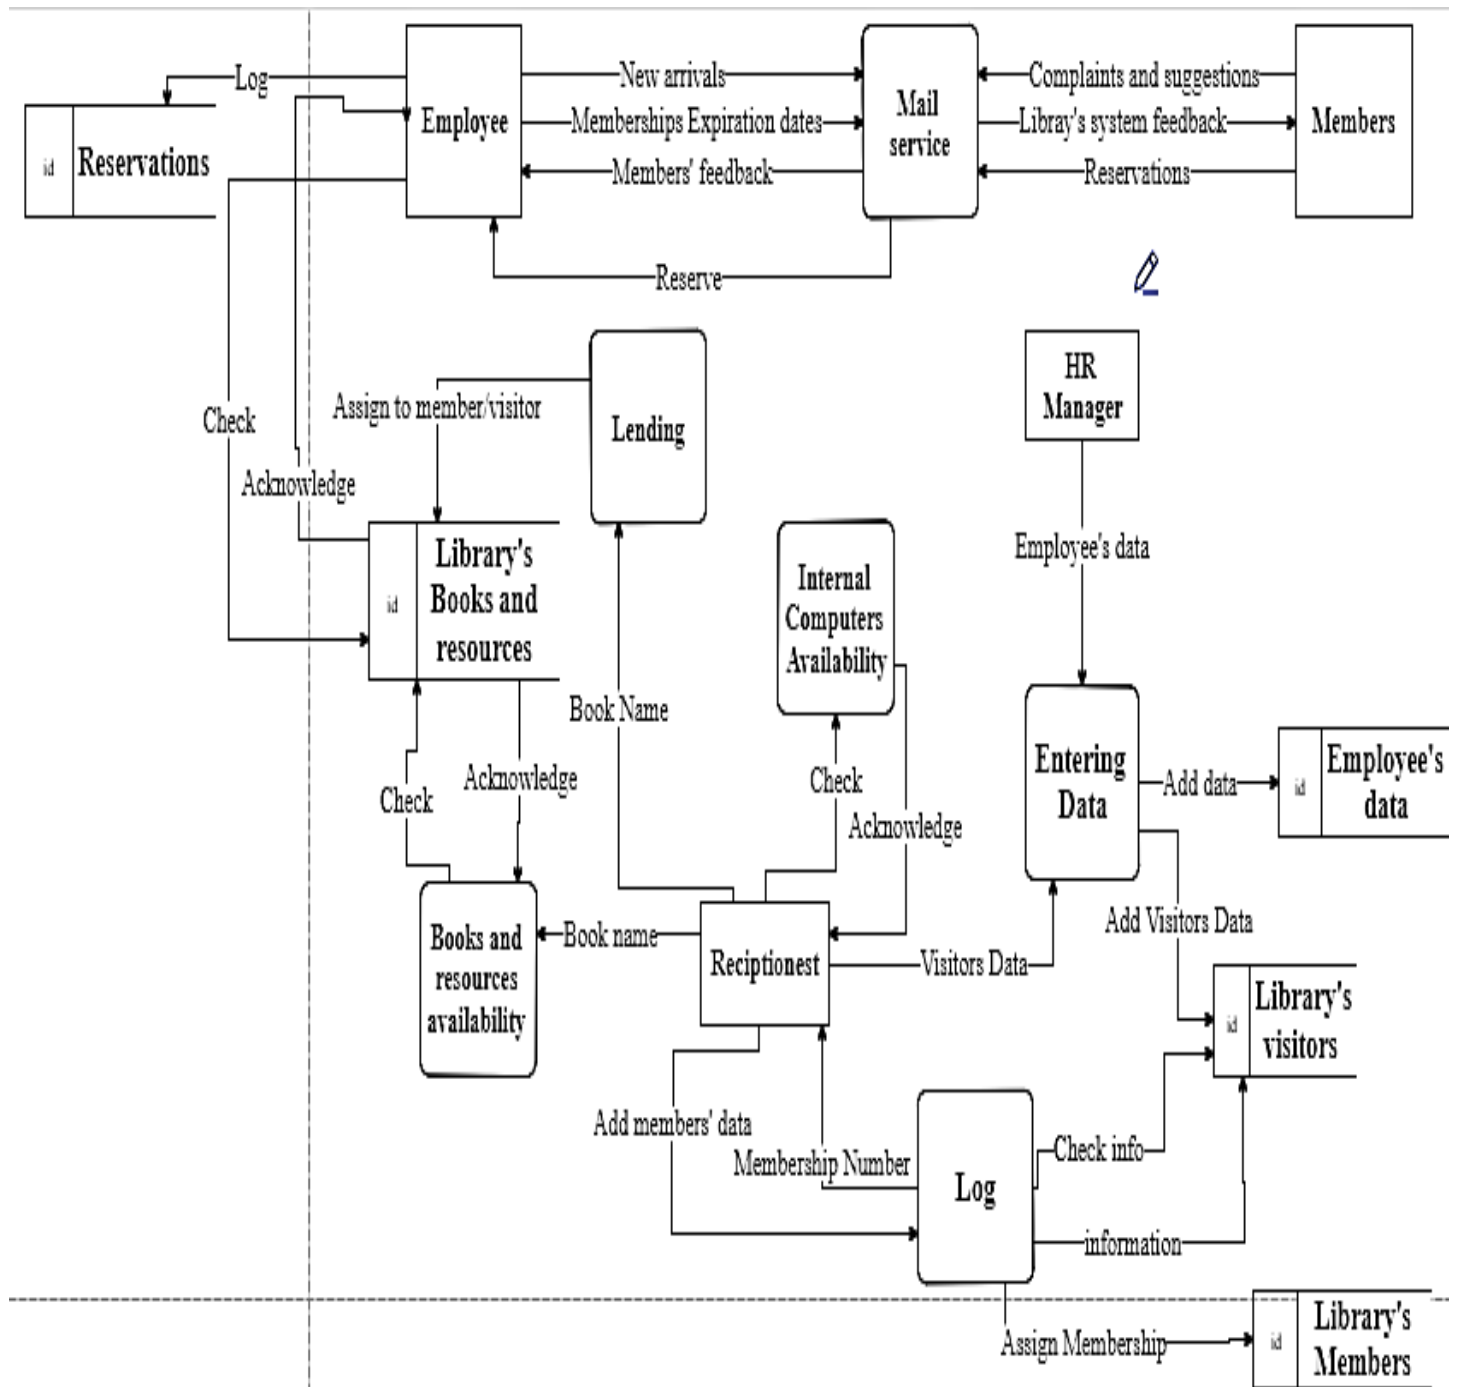 Log
New arrivals
Complaints and suggestions
Employee
Mail
service
Members
Memberships Expiration dates
Libray's system feedback
id
Reservations
Members' feedback
Reservations
Reserve
HR
Manager
Assign to member/visitor
Lending
Check
Acknowledge
Employee's data
Library's
Books and
resources
id
Internal
Computers
Availability
Book Name
Entering
Data
Add data
id
Employee's
data
Check
Acknowledge
Check
Acknowledge
Add Visitors Data
Books and
resources
availability
Book name
Reciptionest
Visitors Data
id
Library's
visitors
Add members' data
Membership Number
Log
Check info
information
Assign Membership
id
Library's
Members